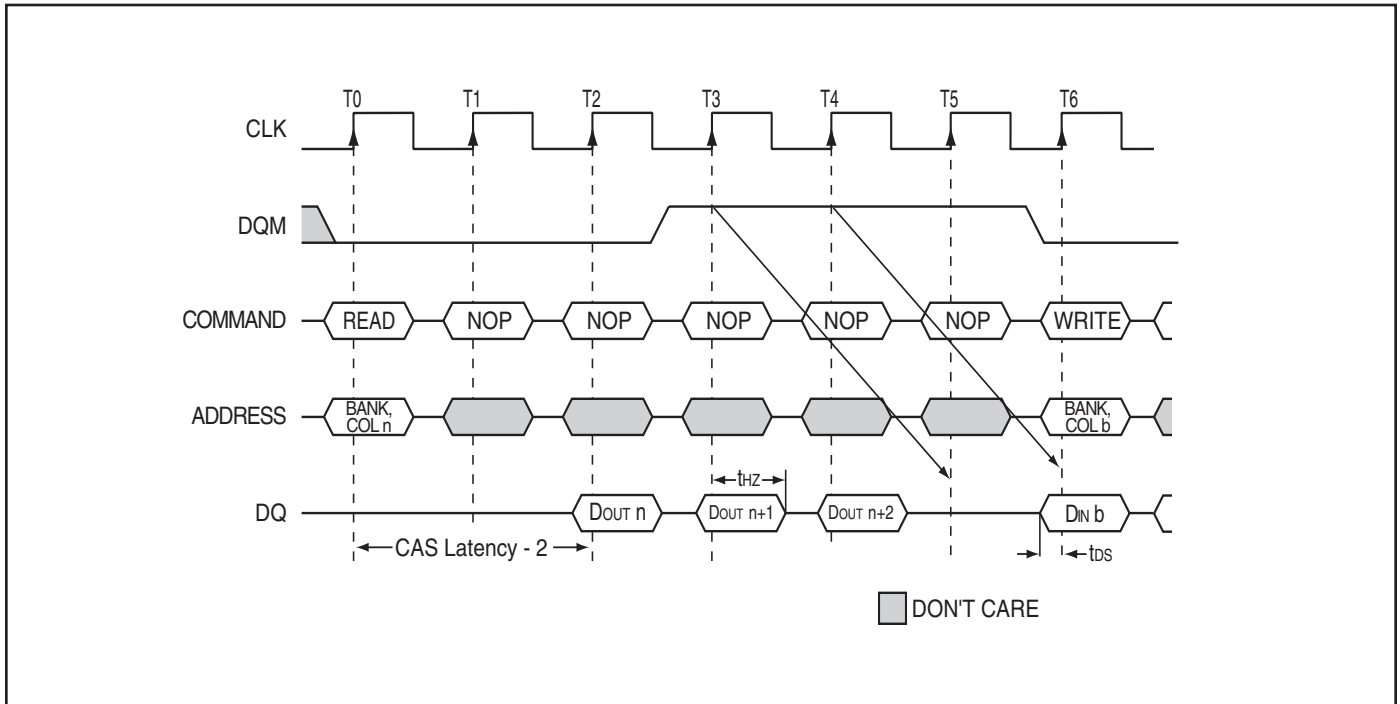 T0 T1 T2 T3 T4 T5 T6
CLK
DQM
COMMAND READ NOP NOP NOP NOP NOP WRITE
ADDRESS BANK, COL n BANK, COL b
tHZ
DQ DOUT n DOUT n+1 DOUT n+2 DIN b
CAS Latency - 2 tDS
DON'T CARE